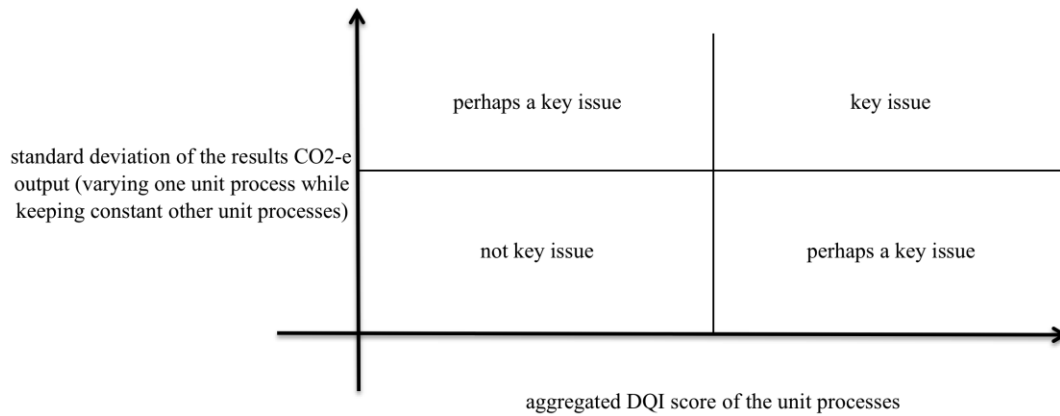 perhaps a key issue
key issue
standard deviation of the results CO2-e
output (varying one unit process while
keeping constant other unit processes)
not key issue
perhaps a key issue
aggregated DQI score of the unit processes